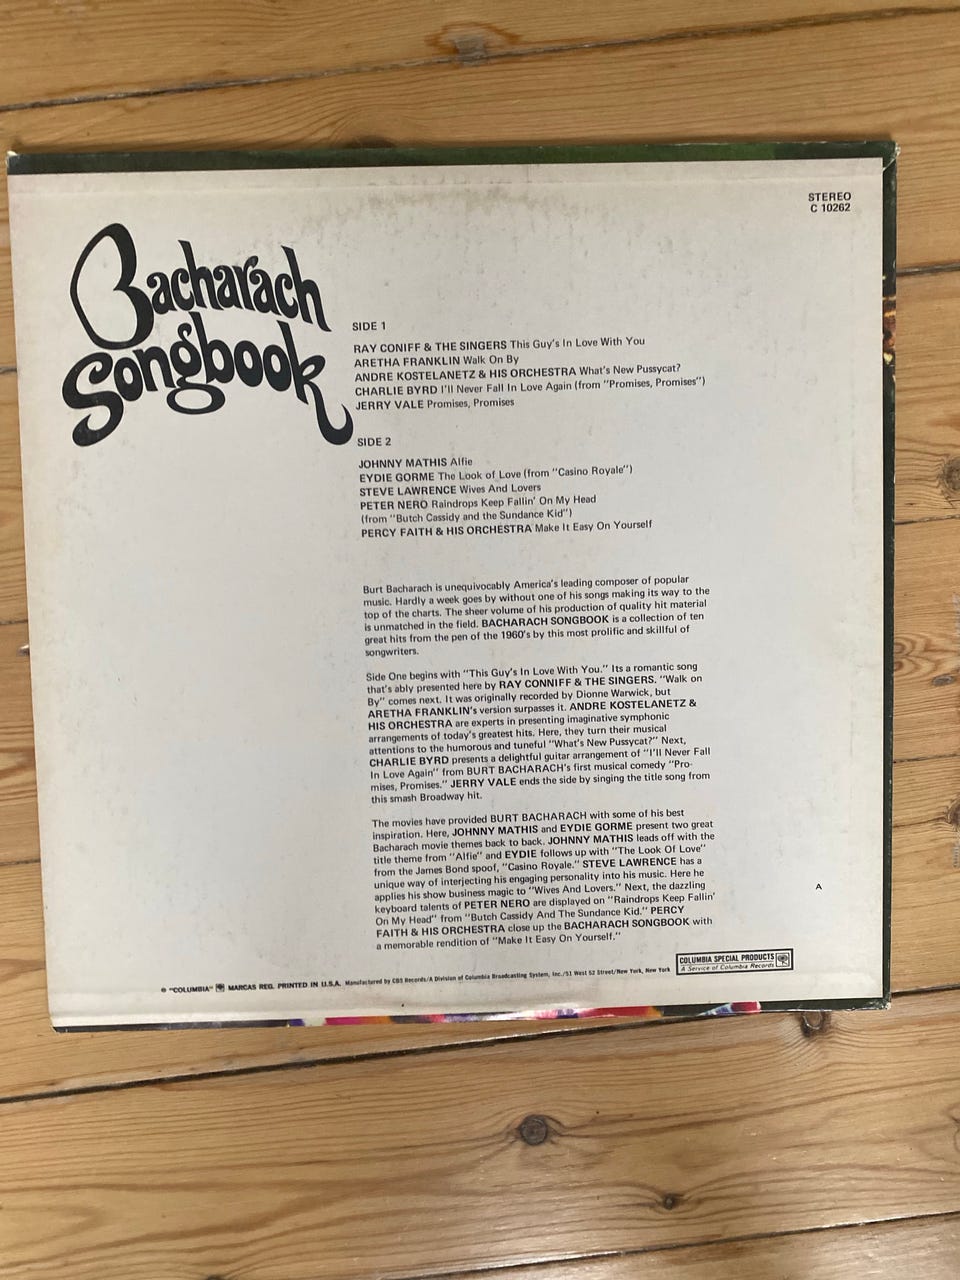 STEREO
C 10262
Bacharach
Songbook
SIDE 1
RAY CONIFF & THE SINGERS This Guy's In Love With You
ARETHA FRANKLIN Walk On By
ANDRE KOSTELANETZ & HIS ORCHESTRA What's New Pussycat?
CHARLIE BYRD I'll Never Fall In Love Again (from "Promises, Promises")
JERRY VALE Promises, Promises
SIDE 2
JOHNNY MATHIS Alfie
EYDIE GORME The Look of Love (from "Casino Royale")
STEVE LAWRENCE Wives And Lovers
PETER NERO Raindrops Keep Fallin' On My Head
(from "Butch Cassidy and the Sundance Kid")
PERCY FAITH & HIS ORCHESTRA Make It Easy On Yourself
Burt Bacharach is unequivocably America's leading composer of popular
music. Hardly a week goes by without one of his songs making its way to the
top of the charts. The sheer volume of his production of quality hit material
is unmatched in the field. BACHARACH SONGBOOK is a collection of ten
great hits from the pen of the 1960's by this most prolific and skillful of
songwriters.
Side One begins with "This Guy's In Love With You." Its a romantic song
that's ably presented here by RAY CONNIFF & THE SINGERS. "Walk on
By" comes next. It was originally recorded by Dionne Warwick, but
ARETHA FRANKLIN's version surpasses it. ANDRE KOSTELANETZ &
HIS ORCHESTRA are experts in presenting imaginative symphonic
arrangements of today's greatest hits. Here, they turn their musical
attentions to the humorous and tuneful "What's New Pussycat?" Next,
CHARLIE BYRD presents a delightful guitar arrangement of "I'll Never Fall
In Love Again" from BURT BACHARACH's first musical comedy "Pro-
mises, Promises." JERRY VALE ends the side by singing the title song from
this smash Broadway hit.
The movies have provided BURT BACHARACH with some of his best
inspiration. Here, JOHNNY MATHIS and EYDIE GORME present two great
Bacharach movie themes back to back. JOHNNY MATHIS leads off with the
title theme from "Alfie" and EYDIE follows up with "The Look Of Love"
from the James Bond spoof, "Casino Royale." STEVE LAWRENCE has a
unique way of interjecting his engaging personality into his music. Here he
applies his show business magic to "Wives And Lovers." Next, the dazzling
keyboard talents of PETER NERO are displayed on "Raindrops Keep Fallin'
On My Head" from "Butch Cassidy And The Sundance Kid." PERCY
FAITH & HIS ORCHESTRA close up the BACHARACH SONGBOOK with
a memorable rendition of "Make It Easy On Yourself."
A
COLUMBIA SPECIAL PRODUCTS
A Service of Columbia Records
® "COLUMBIA" MARCAS REG. PRINTED IN U.S.A. Manufactured by CBS Records/A Division of Columbia Broadcasting System, Inc./51 West 52 Street/New York, New York